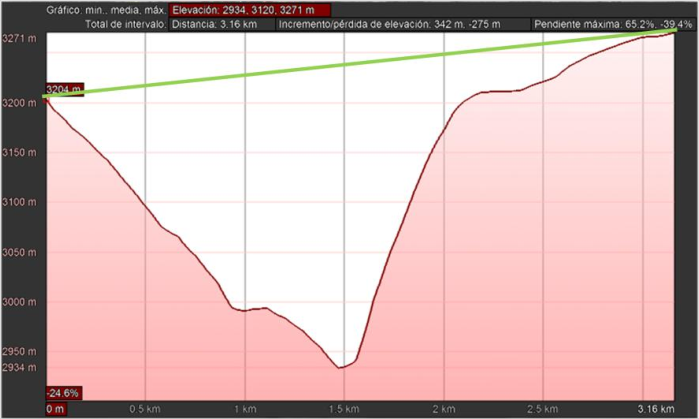 Gráfico: min., media, máx. Elevación: 2934, 3120, 3271 m
Total de intervalo: Distancia: 3.16 km Incremento/pérdida de elevación: 342 m. -275 m Pendiente máxima: 65,2%, -39,4%
3271 m
3204 m
3200 m
3150 m
3100 m
3050 m
3000 m
2950 m
2934 m
-24.6%
0 m 0.5 km 1 km 1.5 km 2 km 2.5 km 3.16 km